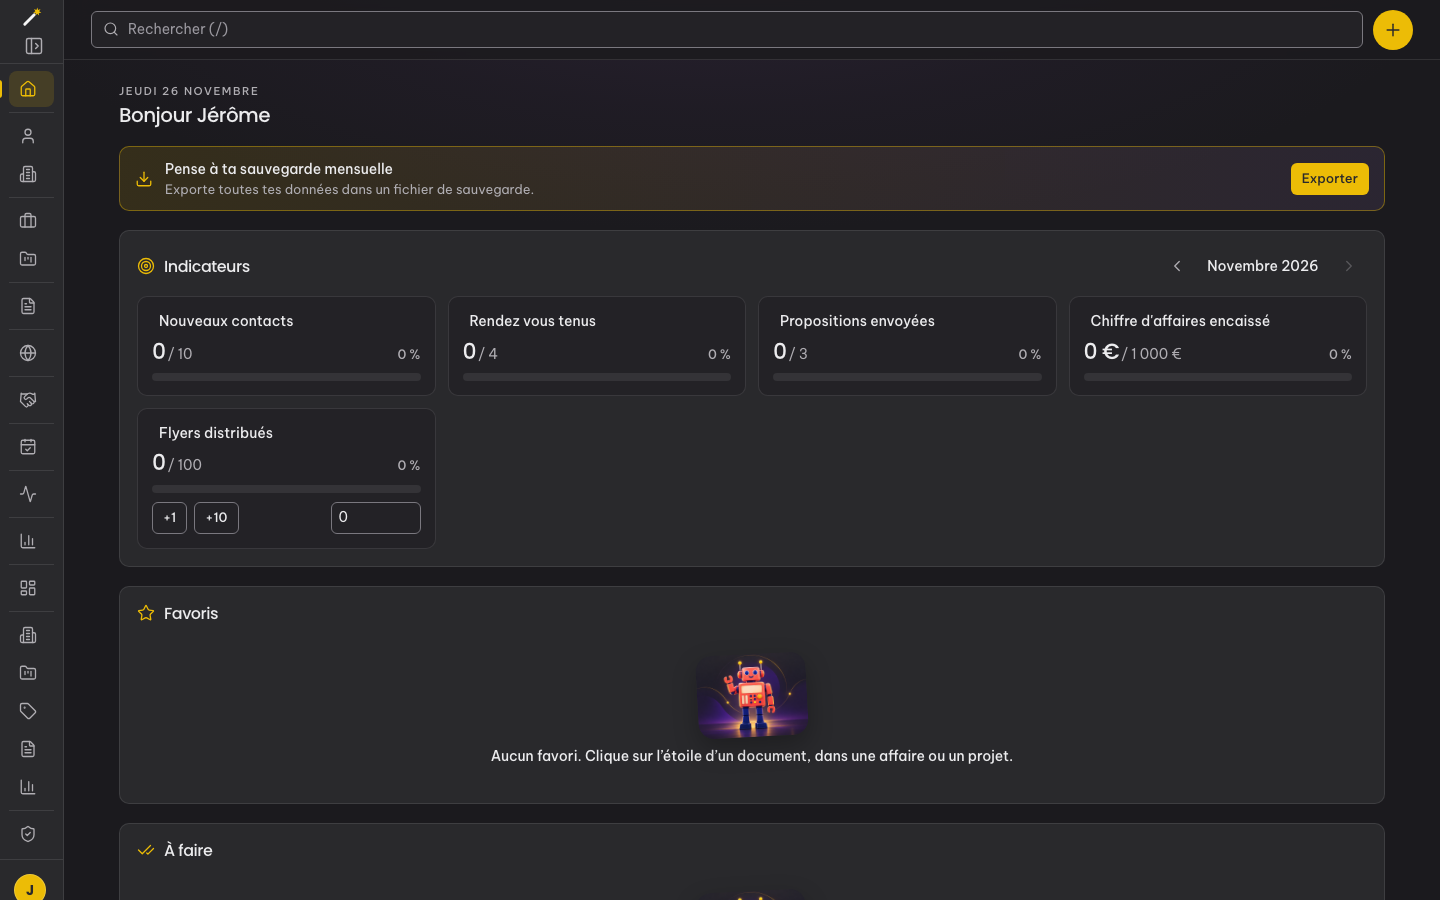 Rechercher (/)
JEUDI 26 NOVEMBRE
Bonjour Jérôme
Pense à ta sauvegarde mensuelle
Exporte toutes tes données dans un fichier de sauvegarde.
Exporter
Indicateurs
Novembre 2026
Nouveaux contacts
0 / 10
0 %
Rendez vous tenus
0 / 4
0 %
Propositions envoyées
0 / 3
0 %
Chiffre d'affaires encaissé
0 € / 1 000 €
0 %
Flyers distribués
0 / 100
0 %
+1
+10
0
Favoris
Aucun favori. Clique sur l'étoile d'un document, dans une affaire ou un projet.
À faire
J